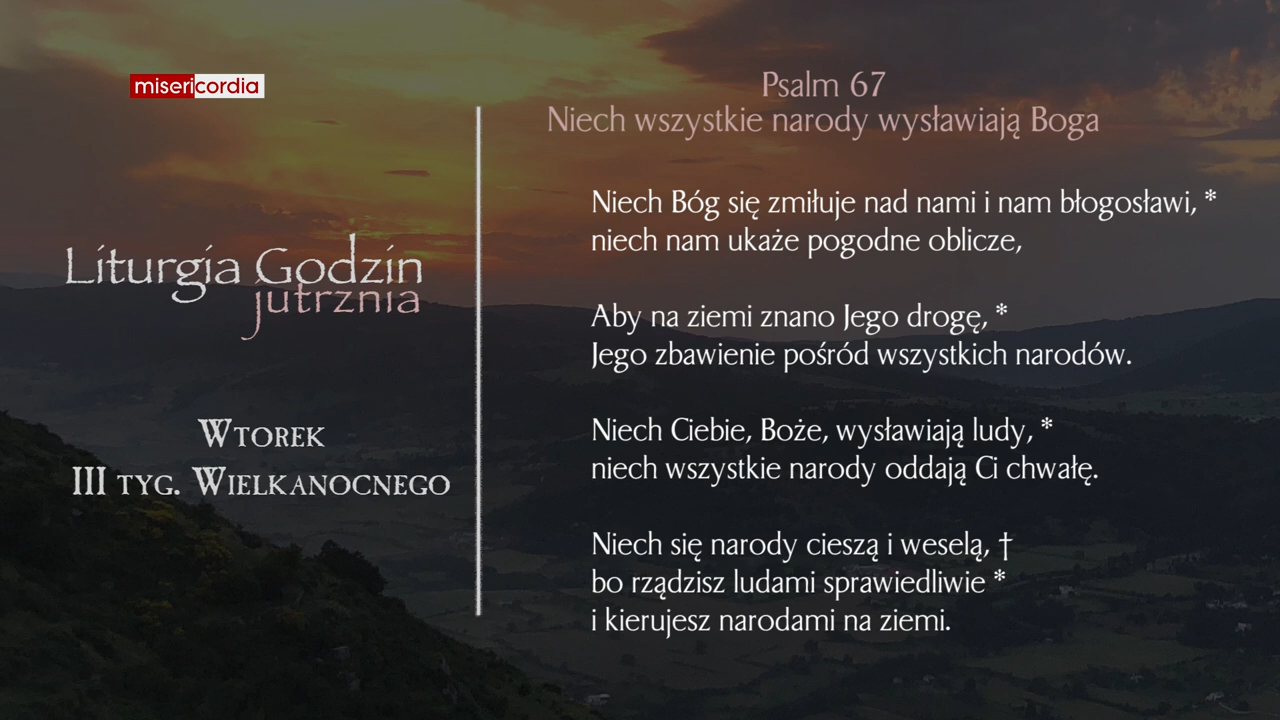 misericordia
Liturgia Godzin
jutrznia
Wtorek
III tyg. Wielkanocnego
Psalm 67
Niech wszystkie narody wysławiają Boga
Niech Bóg się zmiłuje nad nami i nam błogosławi, *
niech nam ukaże pogodne oblicze,
Aby na ziemi znano Jego drogę, *
Jego zbawienie pośród wszystkich narodów.
Niech Ciebie, Boże, wysławiają ludy, *
niech wszystkie narody oddają Ci chwałę.
Niech się narody cieszą i weselą, †
bo rządzisz ludami sprawiedliwie *
i kierujesz narodami na ziemi.